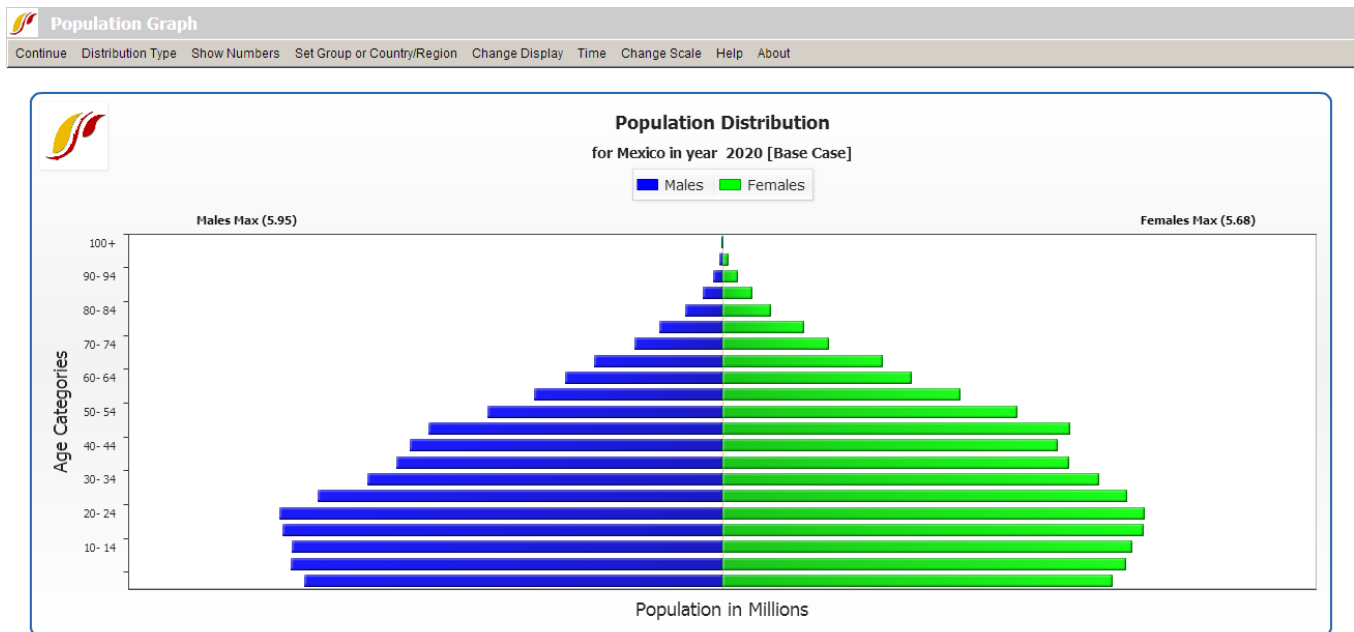 Population Graph
Continue Distribution Type Show Numbers Set Group or Country/Region Change Display Time Change Scale Help About
Population Distribution
for Mexico in year 2020 [Base Case]
Males Females
Males Max (5.95) Females Max (5.68)
100+
90- 94
80- 84
70- 74
60- 64
50- 54
40- 44
30- 34
20- 24
10- 14
Age Categories
Population in Millions